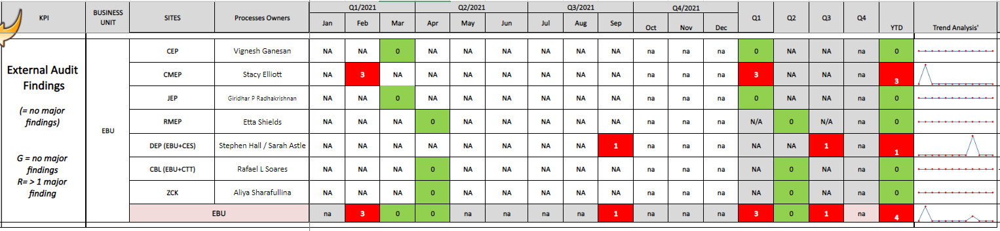 KPI BUSINESS UNIT SITES Processes Owners Q1/2021 Q2/2021 Q3/2021 Q4/2021 Q1 Q2 Q3 Q4 YTD Trend Analysis'
Jan Feb Mar Apr May Jun Jul Aug Sep Oct Nov Dec
External Audit
Findings
(= no major
findings)
G = no major
findings
R= > 1 major
finding
EBU
CEP Vignesh Ganesan NA NA 0 NA NA NA NA NA NA na na na 0 NA NA na 0
CMEP Stacy Elliott NA 3 NA NA NA NA NA NA NA na na na 3 NA NA na 3
JEP Giridhar P Radhakrishnan NA NA 0 NA NA NA NA NA NA na na na 0 NA NA na 0
RMEP Etta Shields NA NA NA 0 NA NA NA NA NA na na na N/A 0 N/A na 0
DEP (EBU+CES) Stephen Hall / Sarah Astle NA NA NA NA NA NA NA NA 1 na na na NA NA 1 na 1
CBL (EBU+CTT) Rafael L Soares NA NA NA 0 NA NA NA NA NA na na na NA 0 NA na 0
ZCK Aliya Sharafullina NA NA NA 0 NA NA NA NA NA na na na NA 0 NA na 0
EBU na 3 0 0 na na na na 1 na na na 3 0 1 na 4